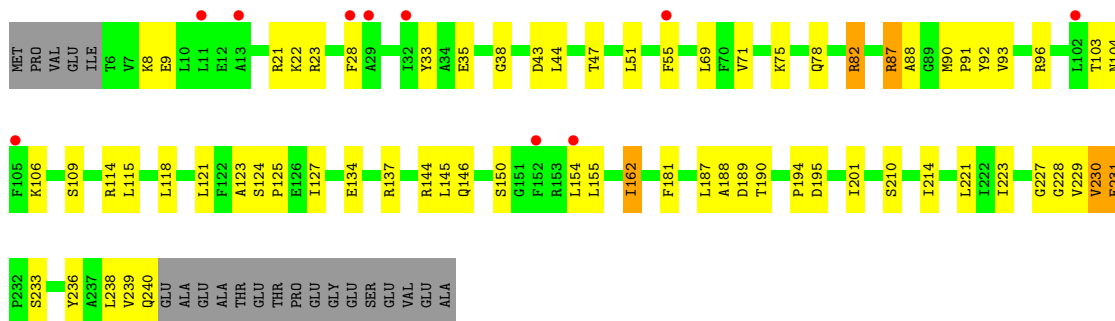 MET PRO VAL GLU ILE T6 V7 K8 E9 L10 L11 E12 A13 R21 K22 R23 F28 A29 I32 Y33 A34 E35 G38 D43 L44 T47 L51 F55 L69 F70 V71 K75 Q78 R82 R87 A88 G89 M90 P91 Y92 V93 R96 L102 T103 N104
F105 K106 S109 R114 L115 L118 L121 F122 A123 S124 P125 E126 I127 E134 R137 R144 L145 Q146 S150 G151 F152 R153 L154 L155 I162 F181 L187 A188 D189 T190 P194 D195 I201 S210 I214 L221 I222 I223 G227 G228 V229 V230 E231
P232 S233 Y236 A237 L238 V239 Q240 GLU ALA GLU ALA THR GLU THR PRO GLU GLY GLU SER GLU VAL GLU ALA